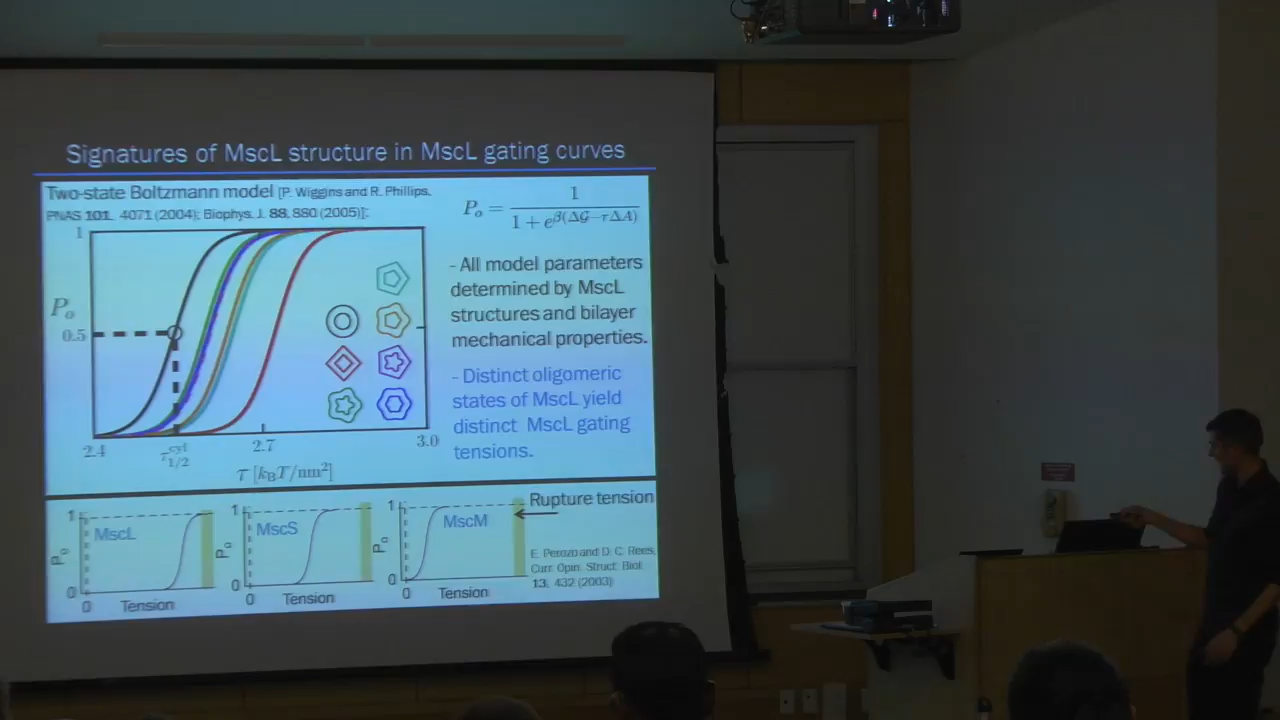 Signatures of MscL structure in MscL gating curves
Two-state Boltzmann model [P. Wiggins and R. Phillips,
PNAS 101, 4071 (2004); Biophys. J. 88, 880 (2005)]:
P_o = 1 / (1 + e^{β(ΔG−τΔA)})
1
P_o
0.5
2.4
τ_{1/2}^{cyl}
2.7
3.0
τ [k_BT/nm²]
- All model parameters
determined by MscL
structures and bilayer
mechanical properties.
- Distinct oligomeric
states of MscL yield
distinct MscL gating
tensions.
1
MscL
P_o
0
0
Tension
1
MscS
P_o
0
0
Tension
1
MscM
P_o
0
0
Tension
Rupture tension
E. Perozo and D. C. Rees,
Curr. Opin. Struct. Biol.
13, 432 (2003)